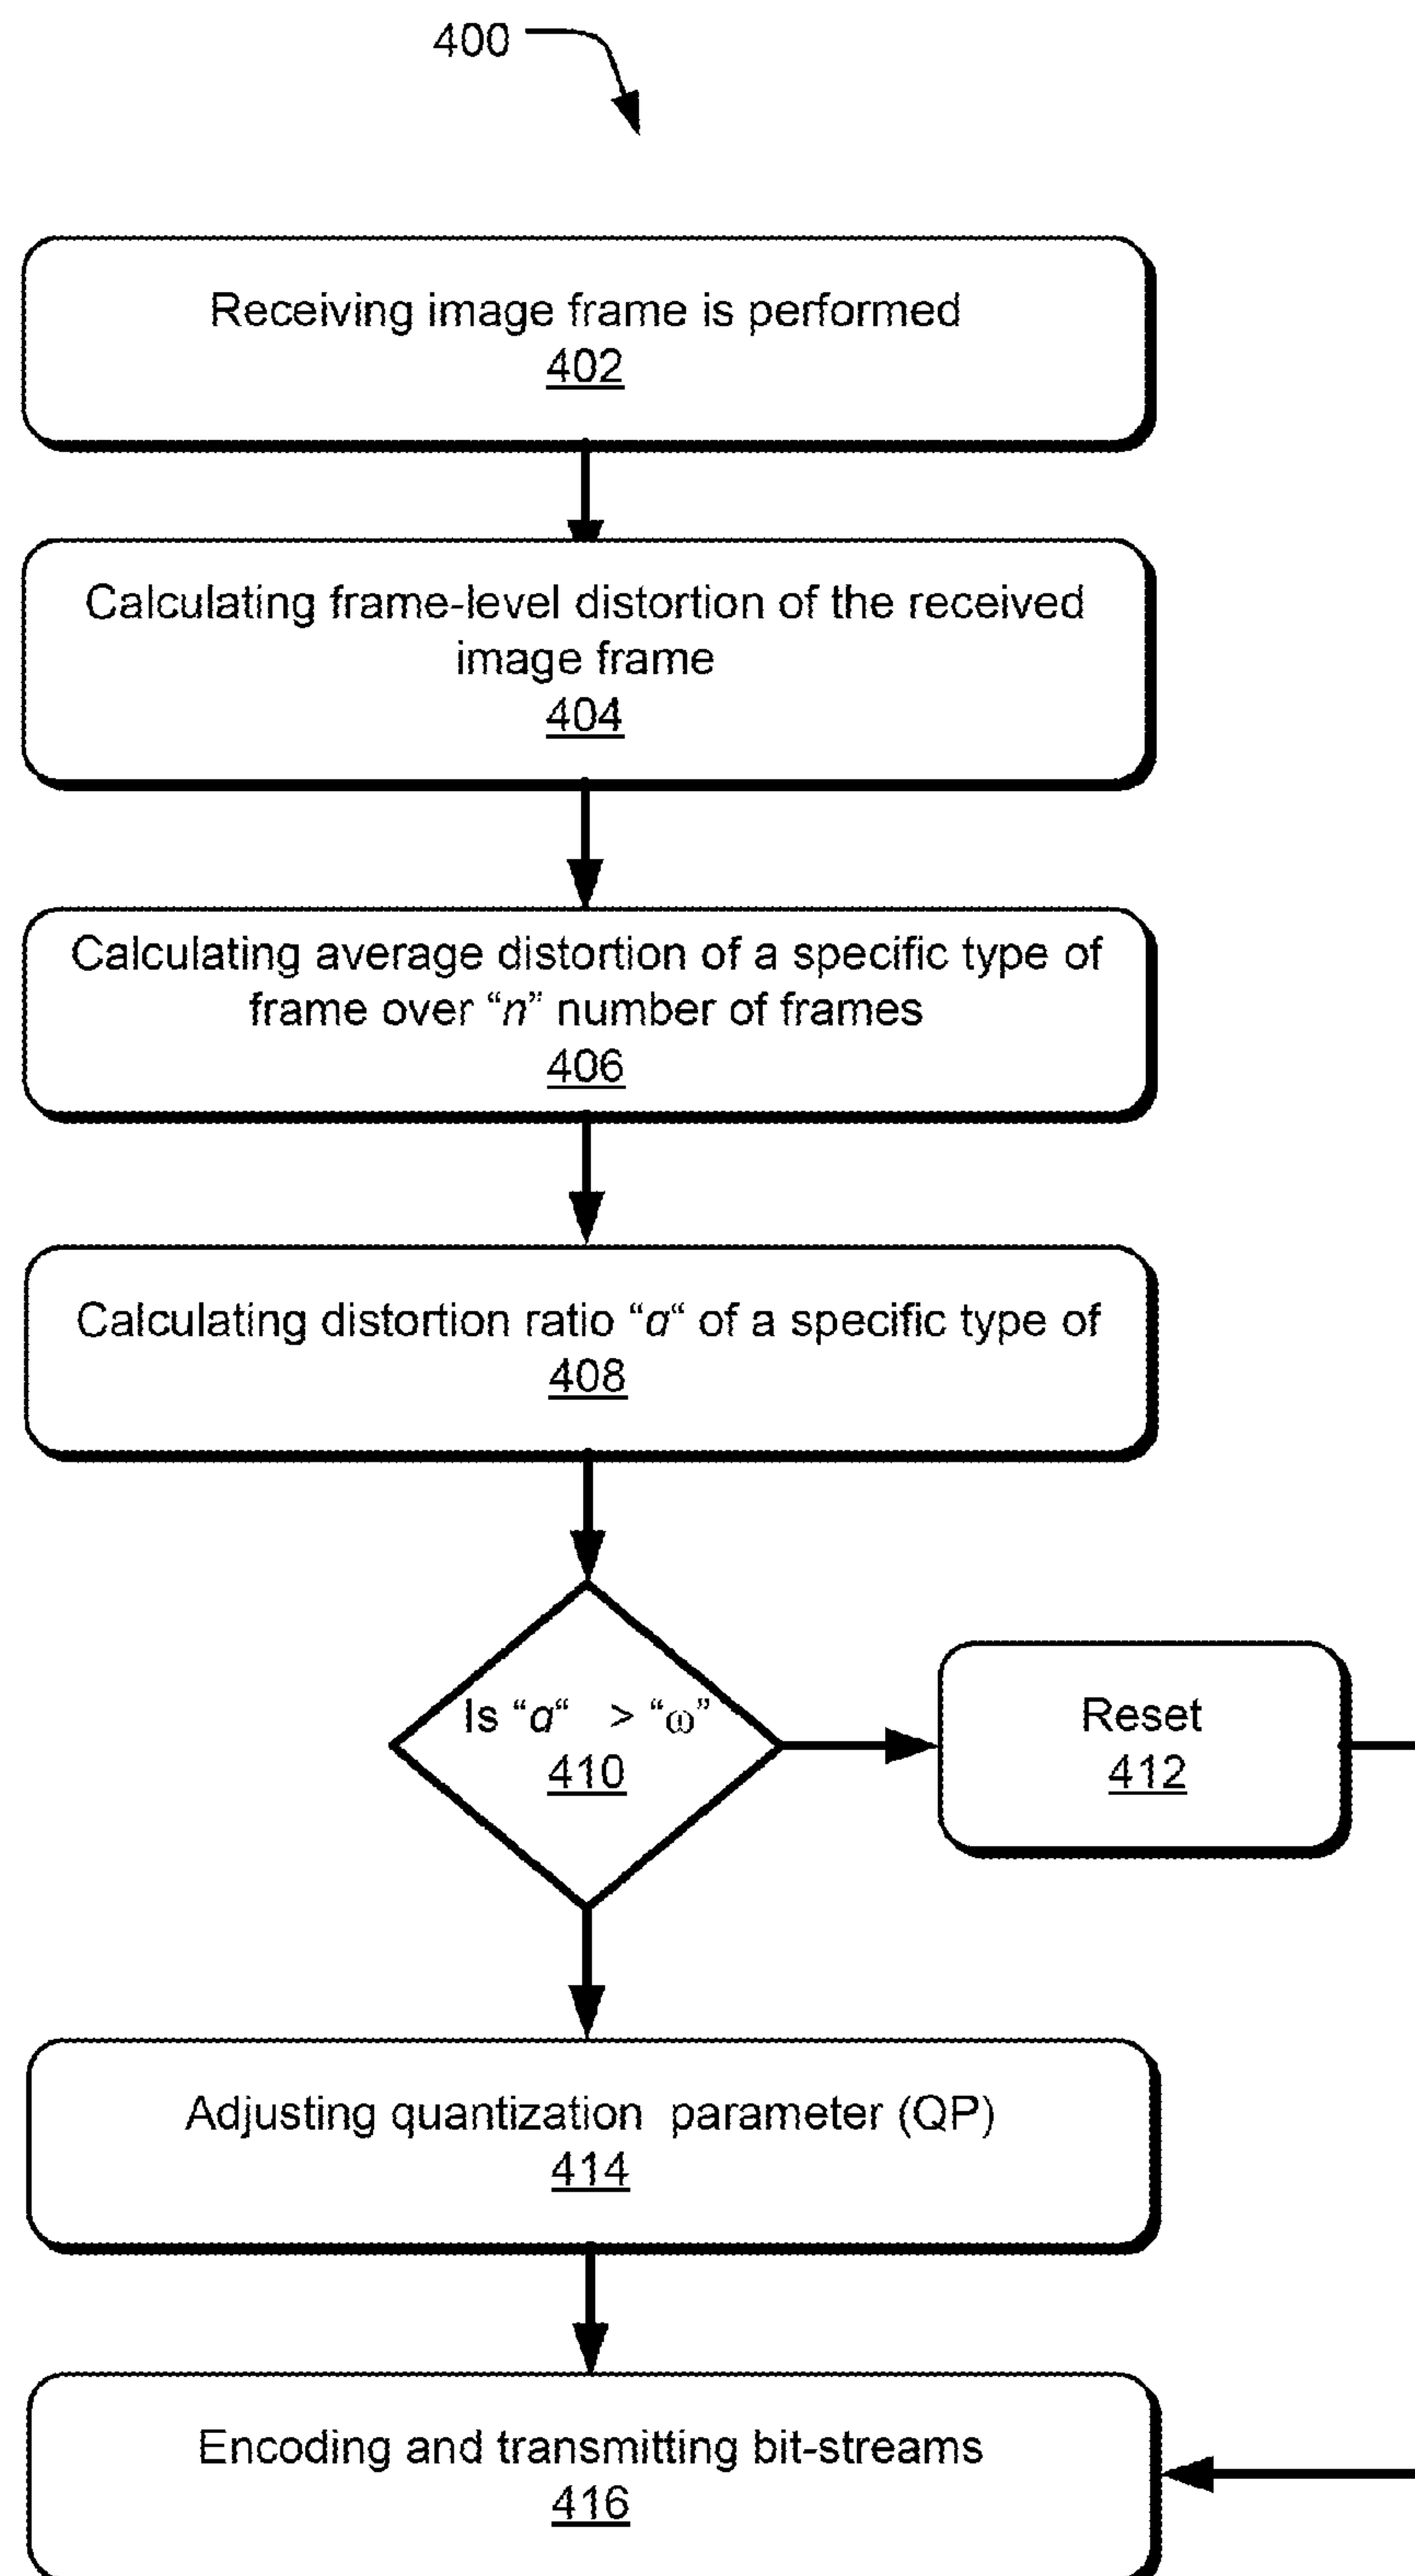 400
Receiving image frame is performed
402
Calculating frame-level distortion of the received
image frame
404
Calculating average distortion of a specific type of
frame over “n” number of frames
406
Calculating distortion ratio “α“ of a specific type of
408
Is “α“ > “ω”
410
Reset
412
Adjusting quantization parameter (QP)
414
Encoding and transmitting bit-streams
416